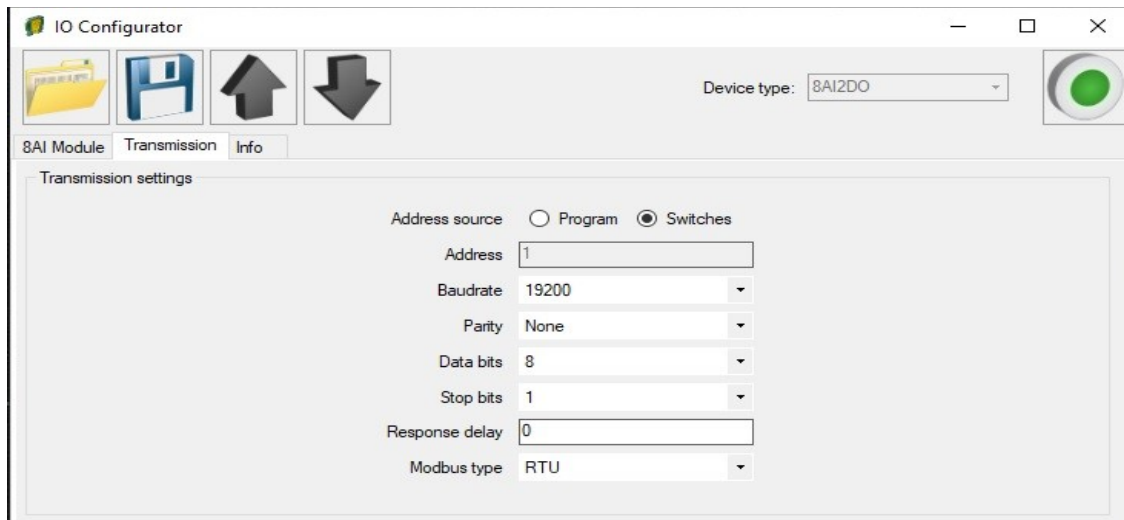 IO Configurator
Device type: 8AI2DO
8AI Module Transmission Info
Transmission settings
Address source Program Switches
Address 1
Baudrate 19200
Parity None
Data bits 8
Stop bits 1
Response delay 0
Modbus type RTU